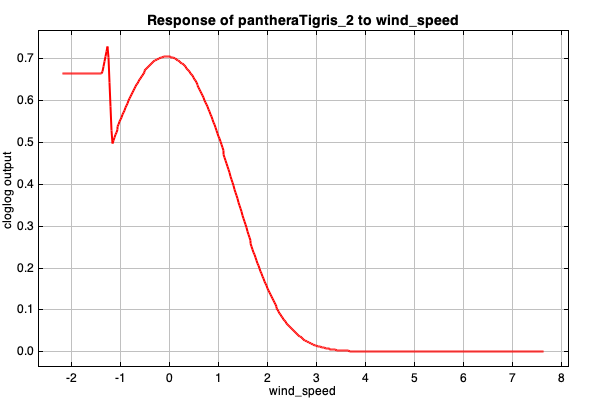 Response of pantheraTigris_2 to wind_speed
cloglog output
0.7
0.6
0.5
0.4
0.3
0.2
0.1
0.0
-2 -1 0 1 2 3 4 5 6 7 8
wind_speed